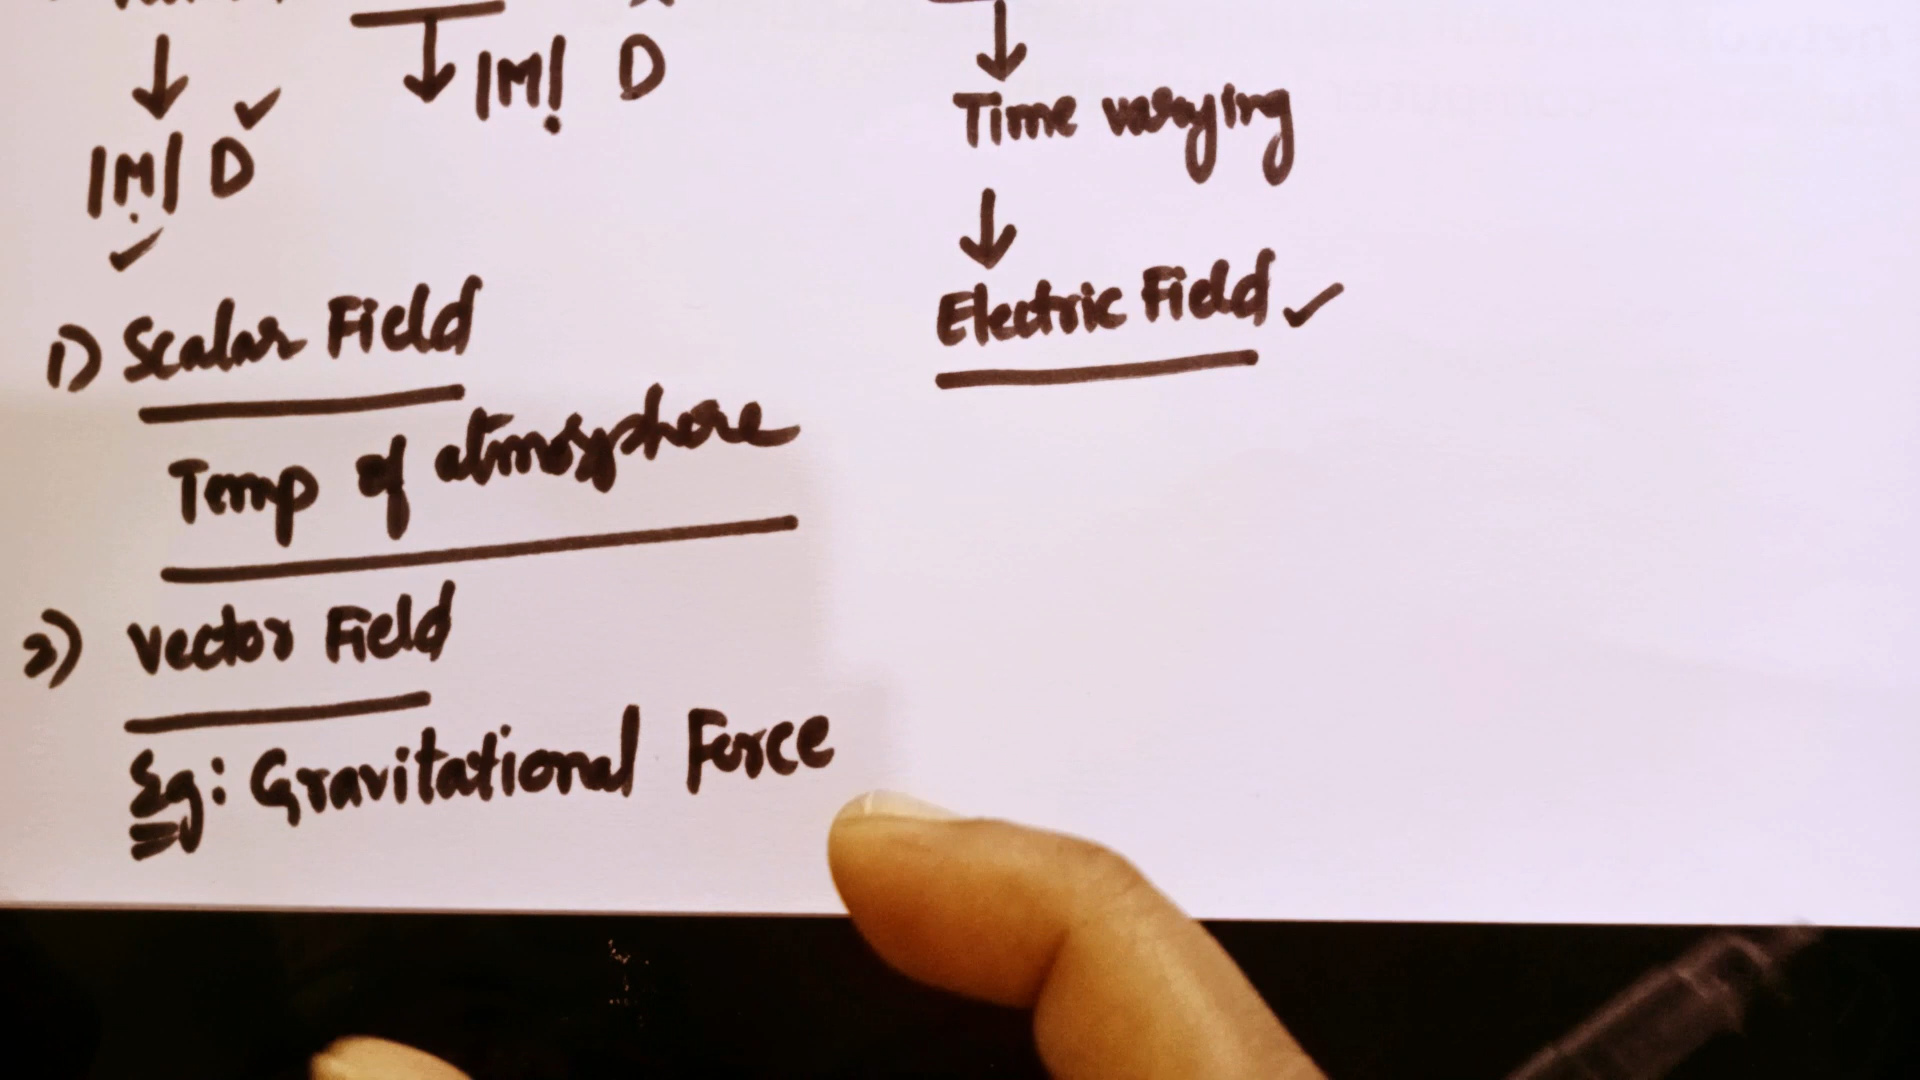 |M| D ✓
✓
|M| D
Time varying
Electric Field ✓
1) Scalar Field
Temp of atmosphere
2) Vector Field
Eg: Gravitational Force